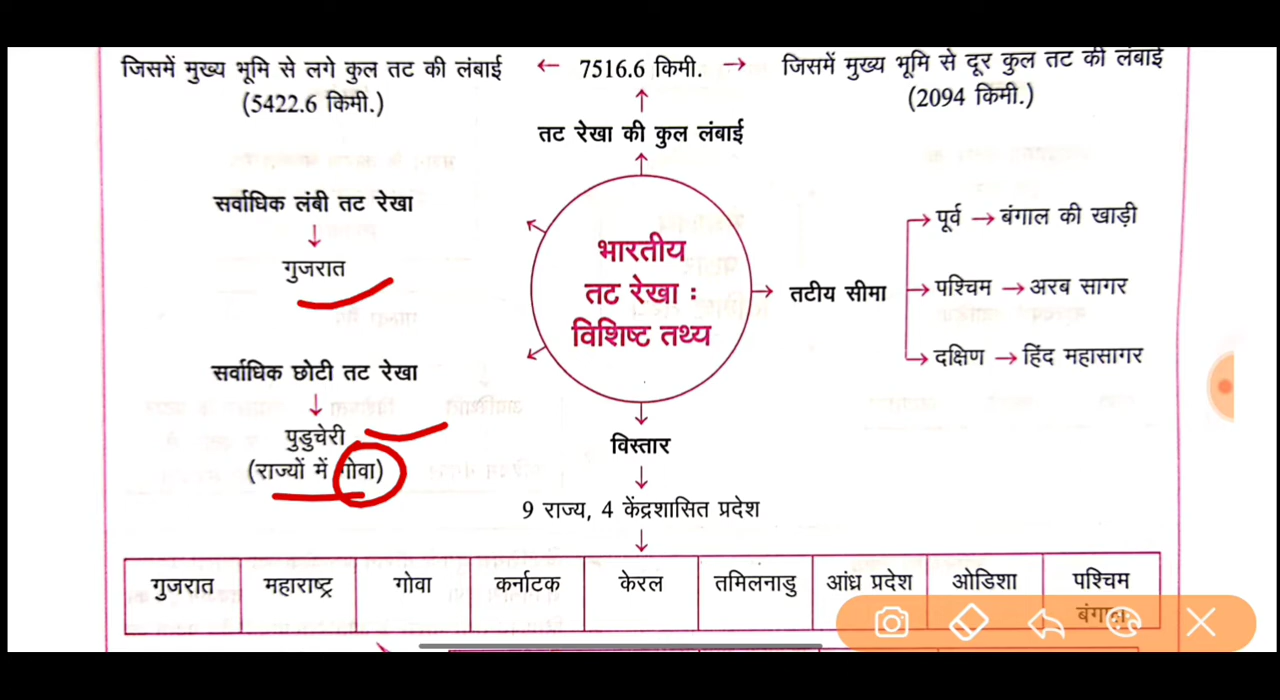 जिसमें मुख्य भूमि से लगे कुल तट की लंबाई ← 7516.6 किमी. → जिसमें मुख्य भूमि से दूर कुल तट की लंबाई
(5422.6 किमी.)
(2094 किमी.)
तट रेखा की कुल लंबाई
सर्वाधिक लंबी तट रेखा
गुजरात
सर्वाधिक छोटी तट रेखा
पुडुचेरी
(राज्यों में गोवा)
भारतीय
तट रेखा :
विशिष्ट तथ्य
तटीय सीमा
पूर्व → बंगाल की खाड़ी
पश्चिम → अरब सागर
दक्षिण → हिंद महासागर
विस्तार
9 राज्य, 4 केंद्रशासित प्रदेश
गुजरात महाराष्ट्र गोवा कर्नाटक केरल तमिलनाडु आंध्र प्रदेश ओडिशा पश्चिम
बंगाल